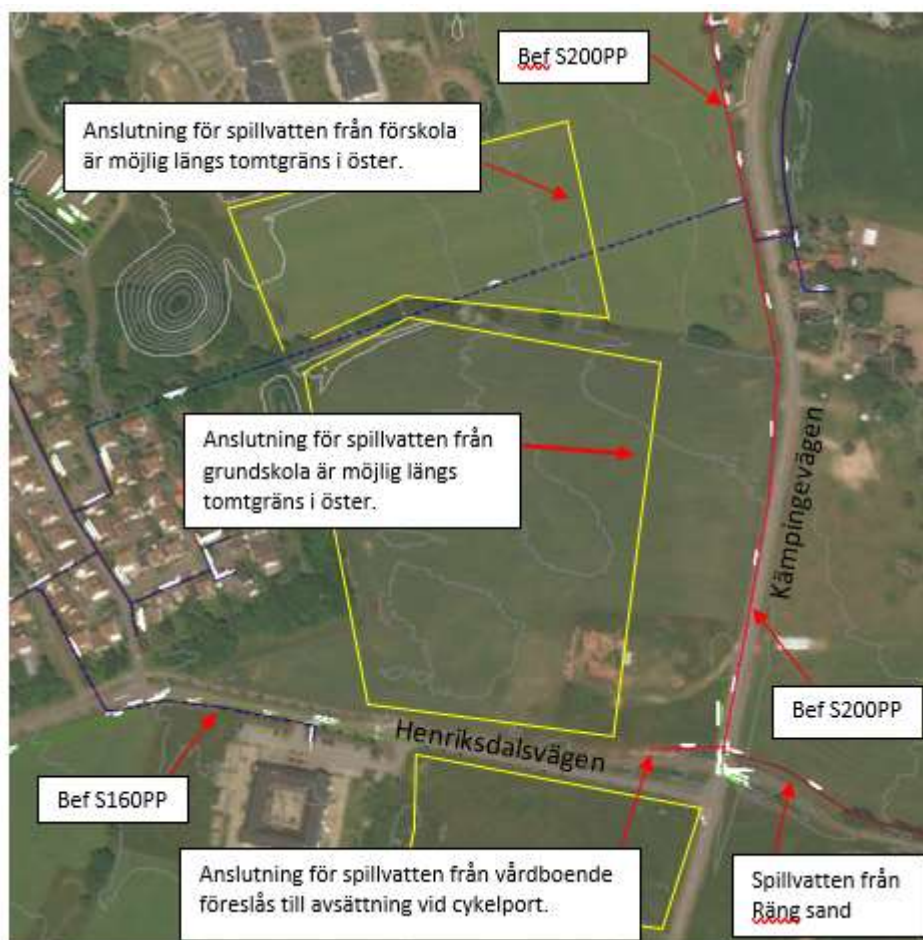 Bef S200PP
Anslutning för spillvatten från förskola
är möjlig längs tomtgräns i öster.
Anslutning för spillvatten från
grundskola är möjlig längs
tomtgräns i öster.
Kämpingevägen
Bef S200PP
Henriksdalsvägen
Bef S160PP
Anslutning för spillvatten från vårdboende
föreslås till avsättning vid cykelport.
Spillvatten från
Räng sand